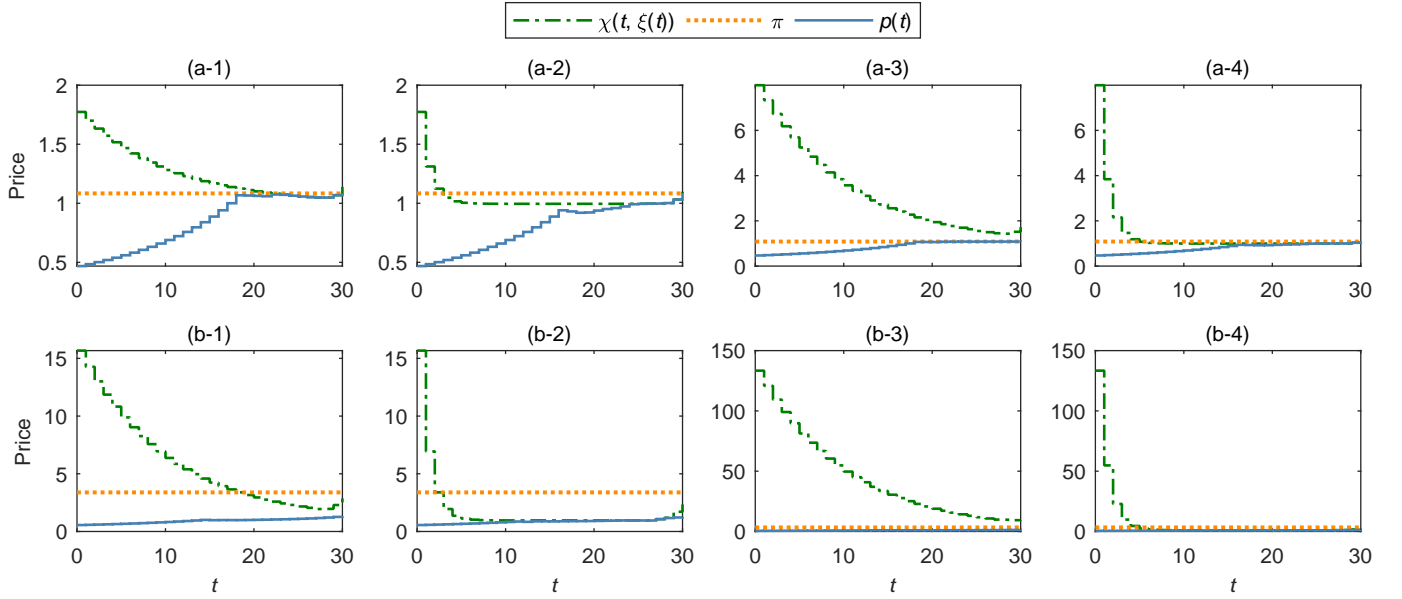 χ(t, ξ(t)) π p(t)
(a-1) (a-2) (a-3) (a-4)
2 2
1.5 1.5 6 6
1 1 4 4
2 2
0.5 0.5 0 0
Price
0 10 20 30 0 10 20 30 0 10 20 30 0 10 20 30
(b-1) (b-2) (b-3) (b-4)
15 15 150 150
10 10 100 100
5 5 50 50
0 0 0 0
Price
0 10 20 30 0 10 20 30 0 10 20 30 0 10 20 30
t t t t